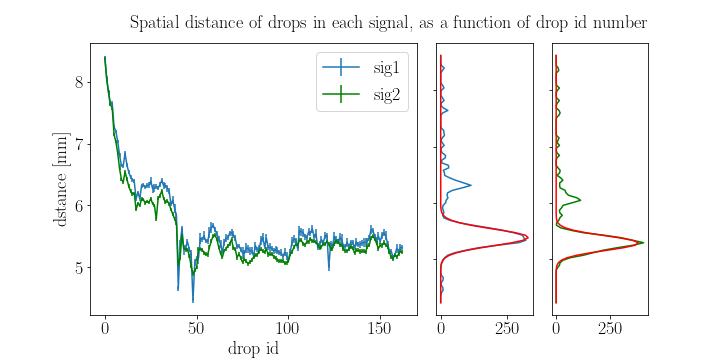 Spatial distance of drops in each signal, as a function of drop id number
sig1
sig2
8
7
6
5
dstance [mm]
0
50
100
150
drop id
0
250
0
250